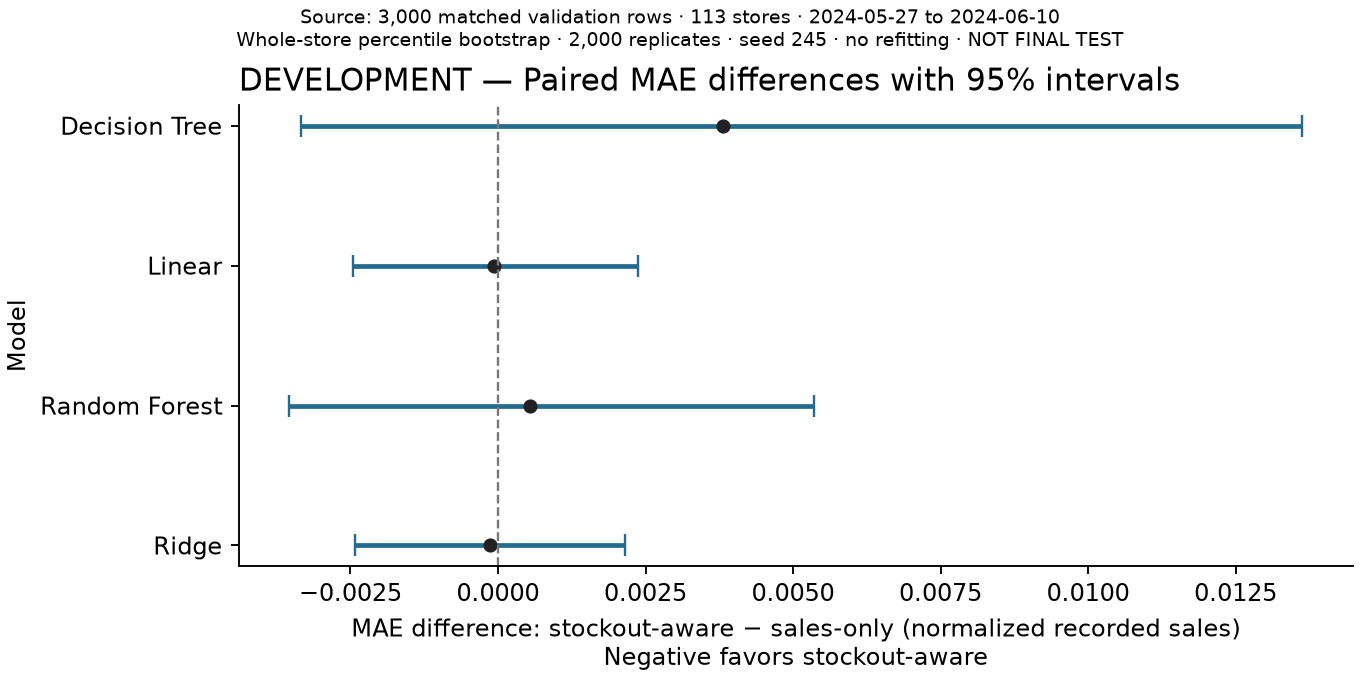 Source: 3,000 matched validation rows · 113 stores · 2024-05-27 to 2024-06-10
Whole-store percentile bootstrap · 2,000 replicates · seed 245 · no refitting · NOT FINAL TEST
DEVELOPMENT — Paired MAE differences with 95% intervals
Model
Decision Tree
Linear
Random Forest
Ridge
−0.0025 0.0000 0.0025 0.0050 0.0075 0.0100 0.0125
MAE difference: stockout-aware − sales-only (normalized recorded sales)
Negative favors stockout-aware